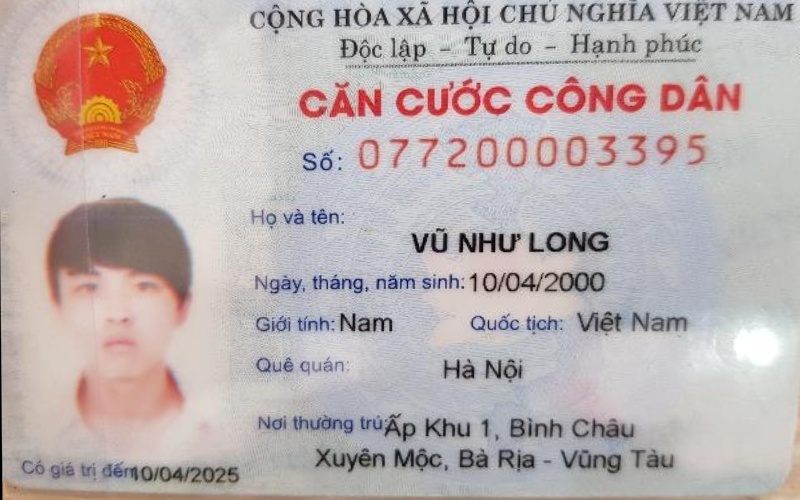 CỘNG HÒA XÃ HỘI CHỦ NGHĨA VIỆT NAM
Độc lập - Tự do - Hạnh phúc
CĂN CƯỚC CÔNG DÂN
Số: 077200003395
Họ và tên:
VŨ NHƯ LONG
Ngày, tháng, năm sinh: 10/04/2000
Giới tính: Nam Quốc tịch: Việt Nam
Quê quán: Hà Nội
Nơi thường trú: Ấp Khu 1, Bình Châu
Xuyên Mộc, Bà Rịa - Vũng Tàu
Có giá trị đến 10/04/2025
VIỆT NAM